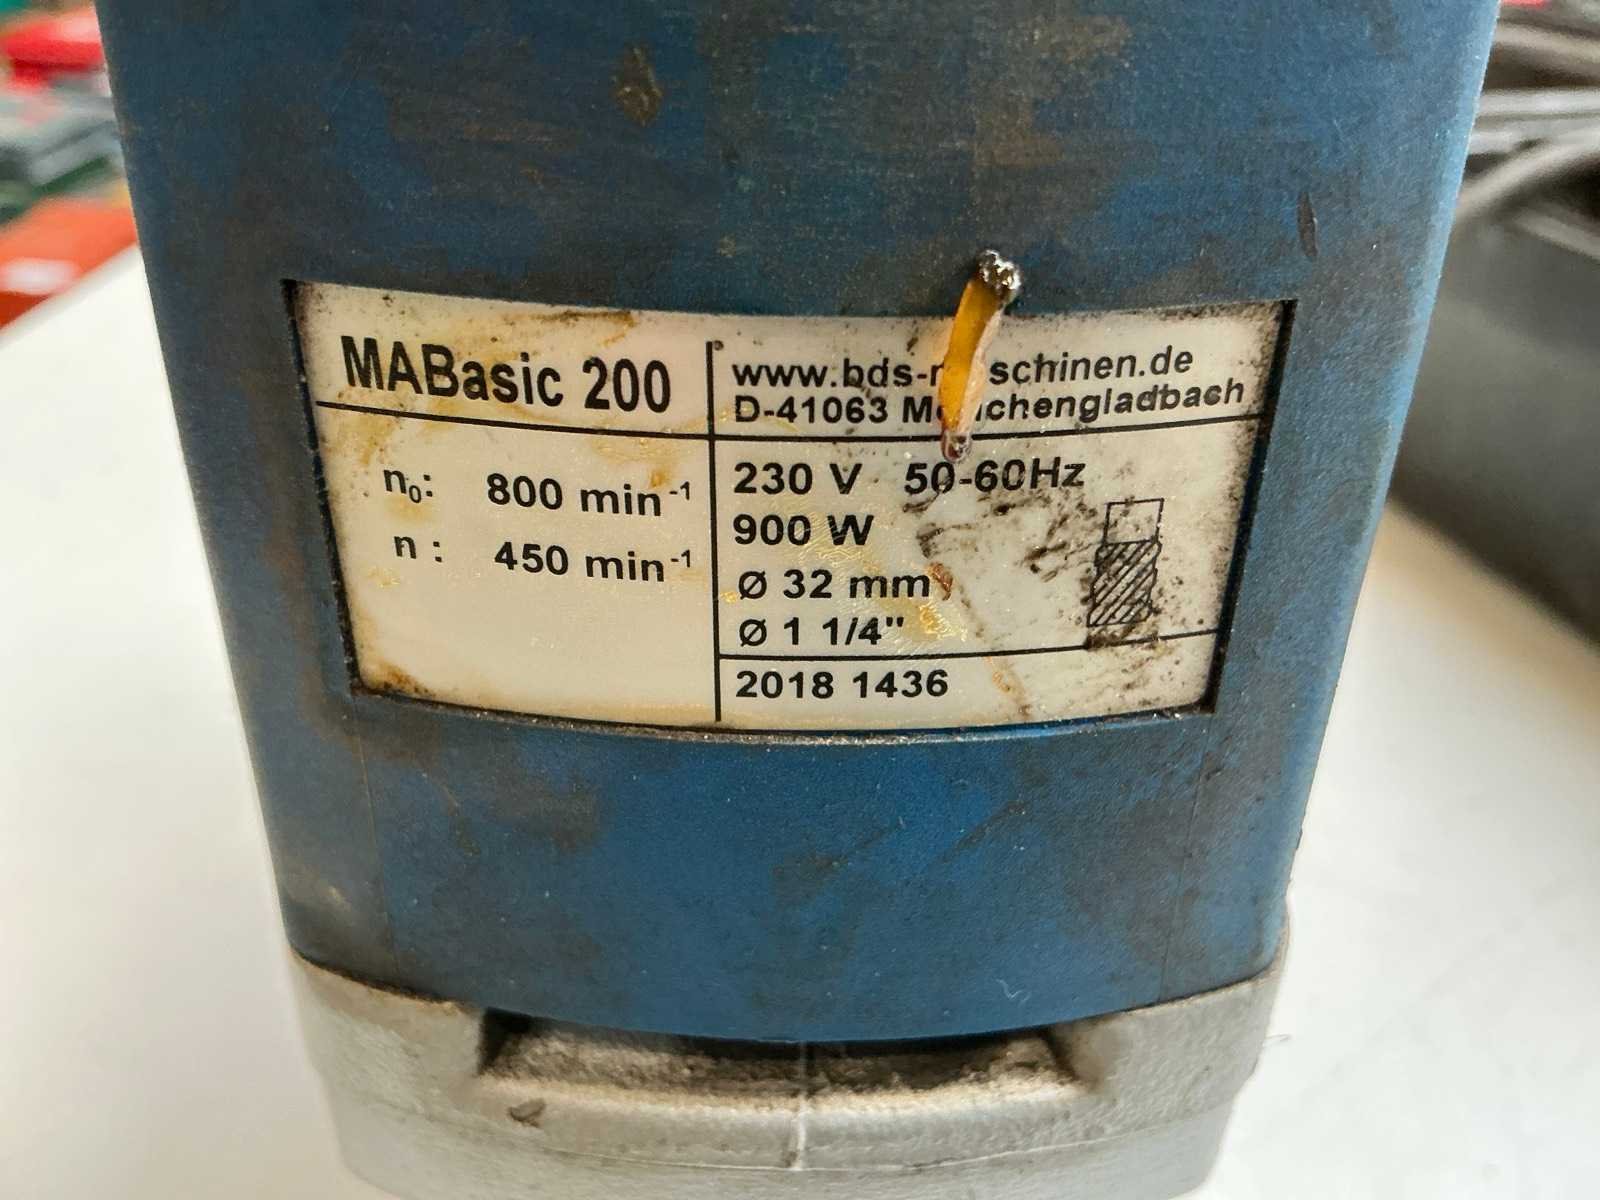 MABasic 200
n₀: 800 min⁻¹
n : 450 min⁻¹
D-41063
230 V 50-60Hz
900 W
Ø 32 mm
Ø 1 1/4"
2018 1436